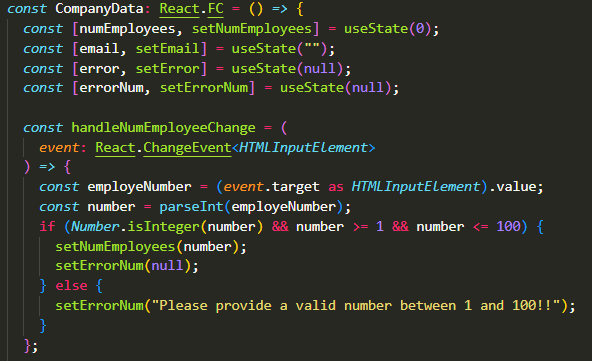 const CompanyData: React.FC = () => {
const [numEmployees, setNumEmployees] = useState(0);
const [email, setEmail] = useState("");
const [error, setError] = useState(null);
const [errorNum, setErrorNum] = useState(null);
const handleNumEmployeeChange = (
event: React.ChangeEvent<HTMLInputElement>
) => {
const employeNumber = (event.target as HTMLInputElement).value;
const number = parseInt(employeNumber);
if (Number.isInteger(number) && number >= 1 && number <= 100) {
setNumEmployees(number);
setErrorNum(null);
} else {
setErrorNum("Please provide a valid number between 1 and 100!!");
}
};